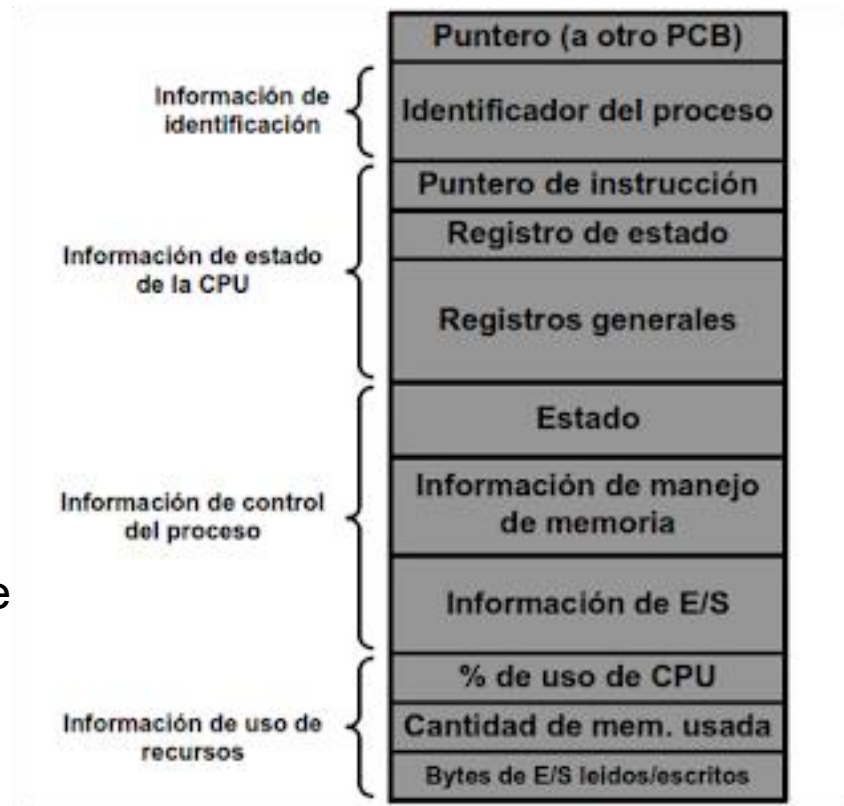 Puntero (a otro PCB)
Información de
identificación
Identificador del proceso
Puntero de instrucción
Información de estado
de la CPU
Registro de estado
Registros generales
Estado
Información de control
del proceso
Información de manejo
de memoria
e
Información de E/S
% de uso de CPU
Información de uso de
recursos
Cantidad de mem. usada
Bytes de E/S leidos/escritos